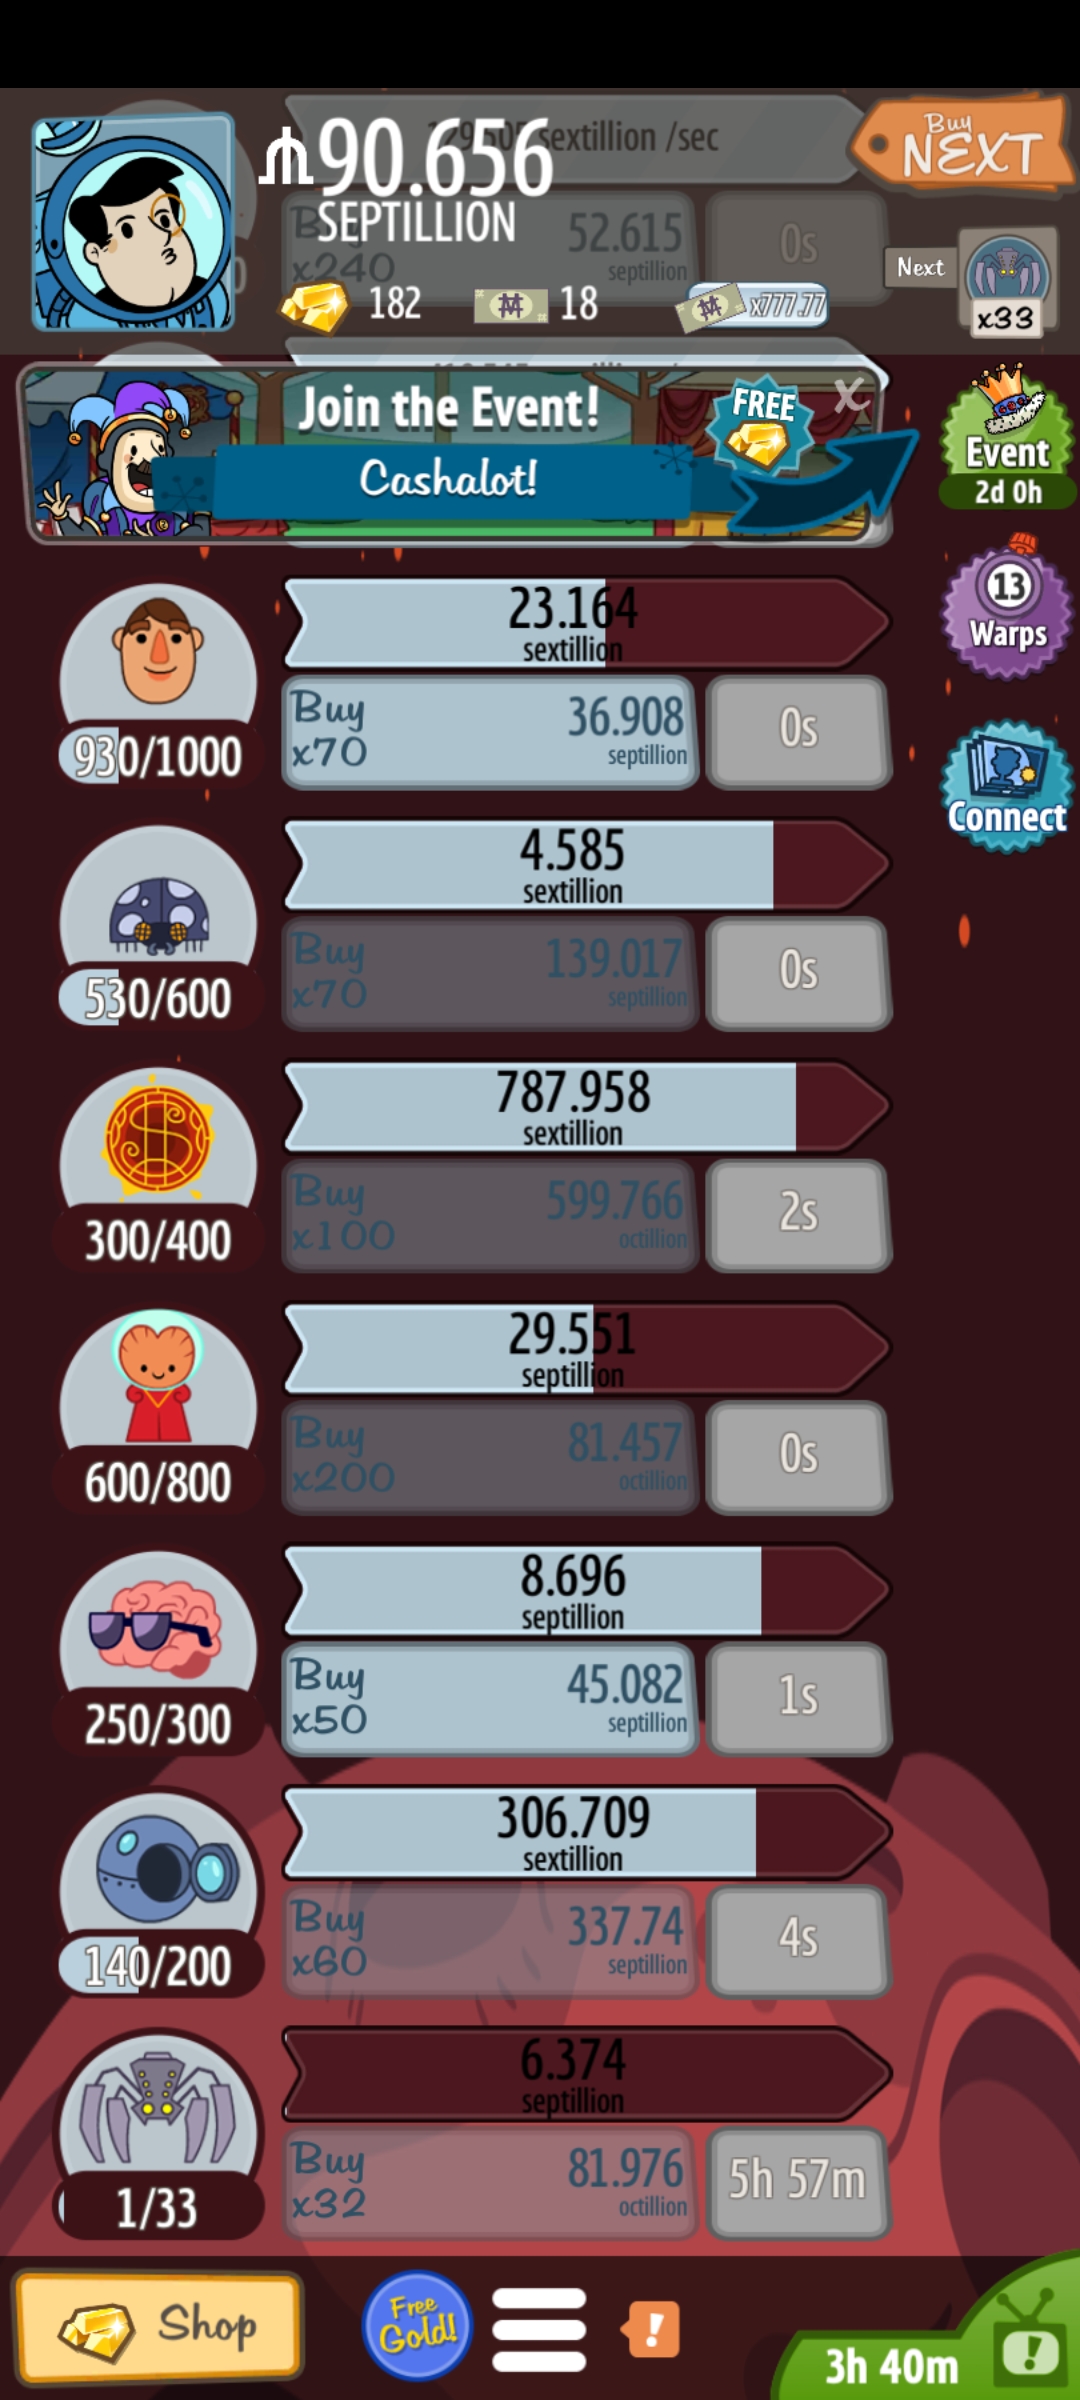 sextillion /sec
₥90.656
SEPTILLION
Buy
NEXT
x240
52.615
septillion
0s
Next
x33
182
18
x777.77
Join the Event!
FREE
X
Cashalot!
Event
2d 0h
13
Warps
Connect
23.164
sextillion
Buy
x70
36.908
septillion
0s
930/1000
4.585
sextillion
Buy
x70
139.017
septillion
0s
530/600
787.958
sextillion
Buy
x100
599.766
octillion
2s
300/400
29.551
septillion
Buy
x200
81.457
octillion
0s
600/800
8.696
septillion
Buy
x50
45.082
septillion
1s
250/300
306.709
sextillion
Buy
x60
337.74
septillion
4s
140/200
6.374
septillion
Buy
x32
81.976
octillion
5h 57m
1/33
Shop
Free
Gold!
!
3h 40m
!